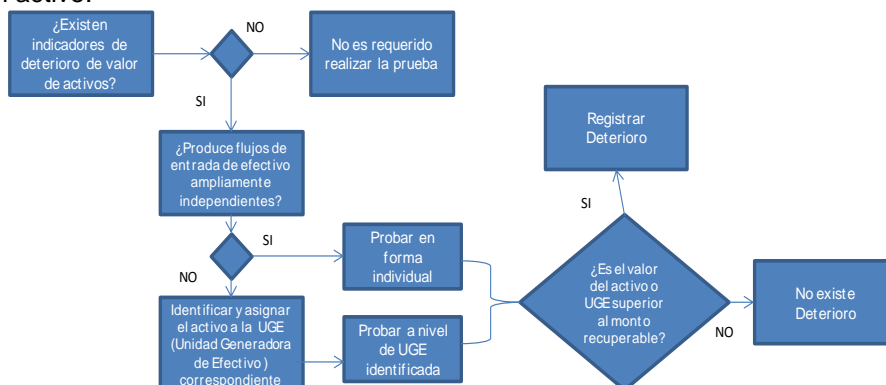 activo.
¿Existen
indicadores de
deterioro de valor
de activos?
NO
No es requerido
realizar la prueba
SI
¿Produce flujos de
entrada de efectivo
ampliamente
independientes?
SI
NO
Probar en
forma
individual
Identificar y asignar
el activo a la UGE
(Unidad Generadora
de Efectivo)
correspondiente
Probar a nivel
de UGE
identificada
¿Es el valor
del activo o
UGE superior
al monto
recuperable?
SI
Registrar
Deterioro
NO
No existe
Deterioro